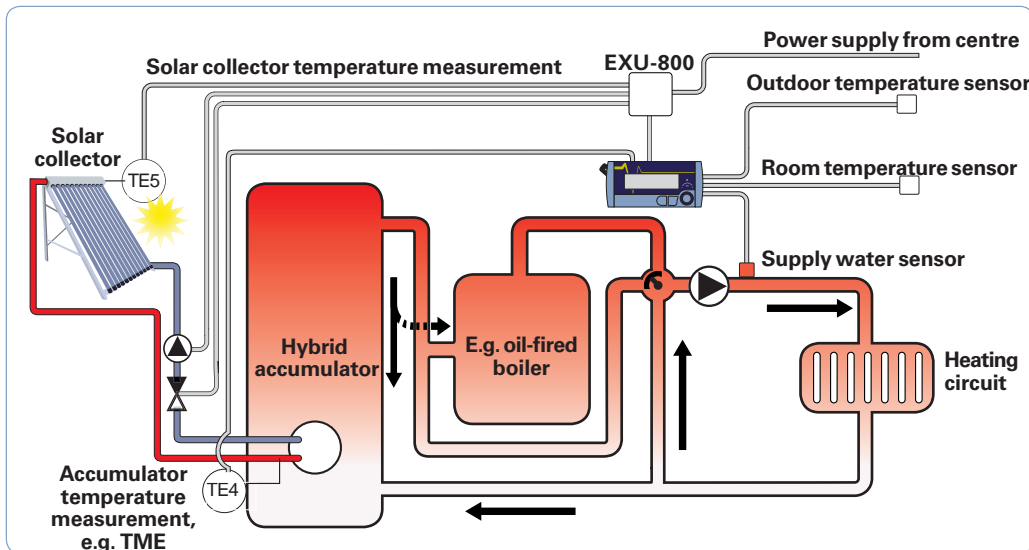 Power supply from centre
EXU-800
Solar collector temperature measurement
Outdoor temperature sensor
Solar
collector
TE5
Room temperature sensor
Supply water sensor
Hybrid
accumulator
E.g. oil-fired
boiler
Heating
circuit
Accumulator
temperature
measurement,
e.g. TME
TE4